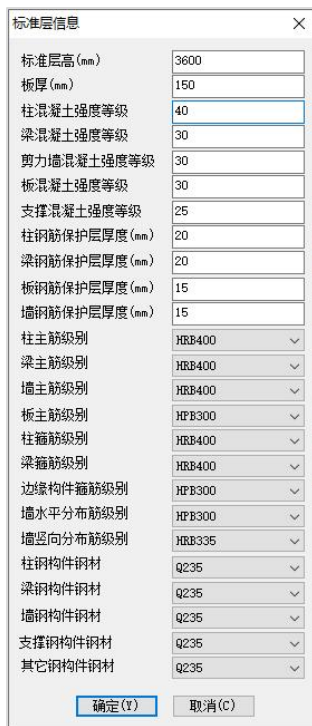 标准层信息
标准层高(mm) 3600
板厚(mm) 150
柱混凝土强度等级 40
梁混凝土强度等级 30
剪力墙混凝土强度等级 30
板混凝土强度等级 30
支撑混凝土强度等级 25
柱钢筋保护层厚度(mm) 20
梁钢筋保护层厚度(mm) 20
板钢筋保护层厚度(mm) 15
墙钢筋保护层厚度(mm) 15
柱主筋级别 HRB400
梁主筋级别 HRB400
墙主筋级别 HRB400
板主筋级别 HPB300
柱箍筋级别 HRB400
梁箍筋级别 HRB400
边缘构件箍筋级别 HPB300
墙水平分布筋级别 HPB300
墙竖向分布筋级别 HRB335
柱钢构件钢材 Q235
梁钢构件钢材 Q235
墙钢构件钢材 Q235
支撑钢构件钢材 Q235
其它钢构件钢材 Q235
确定(Y) 取消(C)